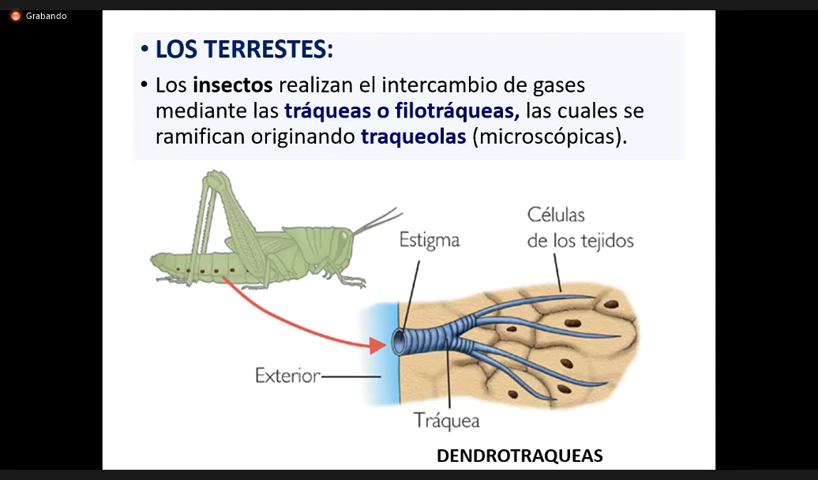 Grabando
• LOS TERRESTES:
• Los insectos realizan el intercambio de gases
mediante las tráqueas o filotráqueas, las cuales se
ramifican originando traqueolas (microscópicas).
Células
de los tejidos
Estigma
Exterior
Tráquea
DENDROTRAQUEAS